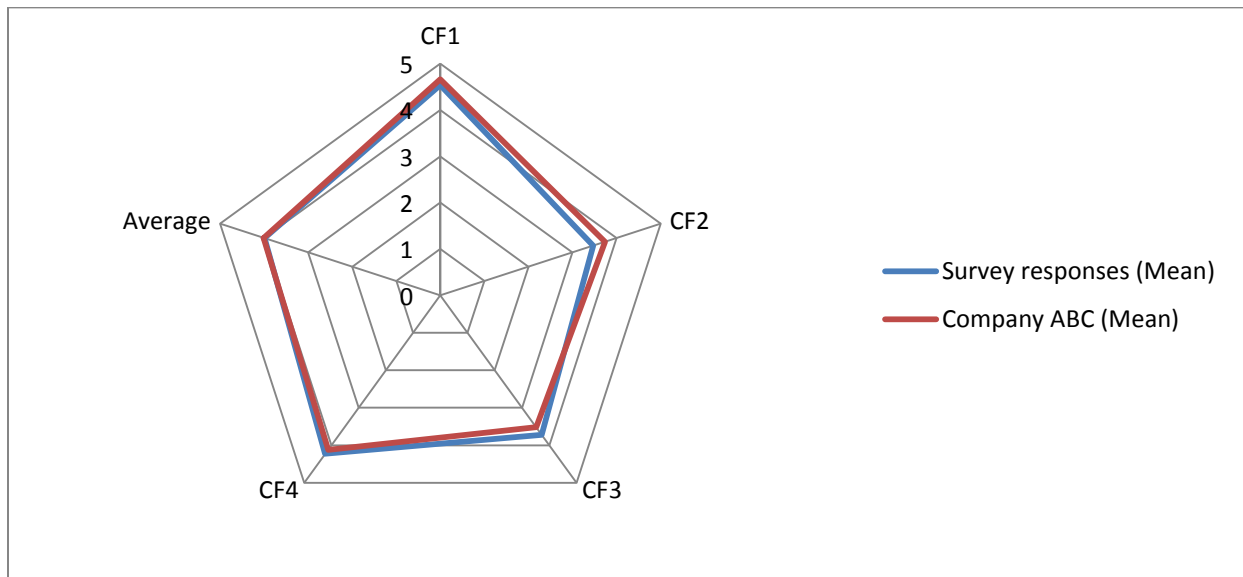 CF1
5
4
3
2
1
0
CF2
CF3
CF4
Average
Survey responses (Mean)
Company ABC (Mean)